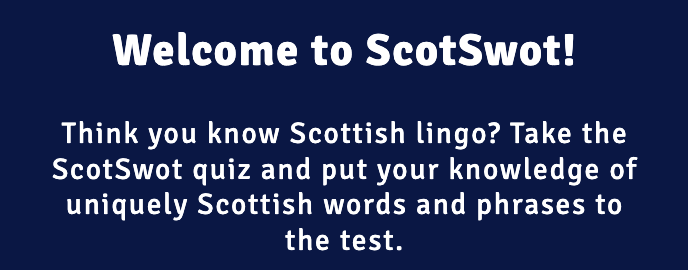 Welcome to ScotSwot!
Think you know Scottish lingo? Take the
ScotSwot quiz and put your knowledge of
uniquely Scottish words and phrases to
the test.